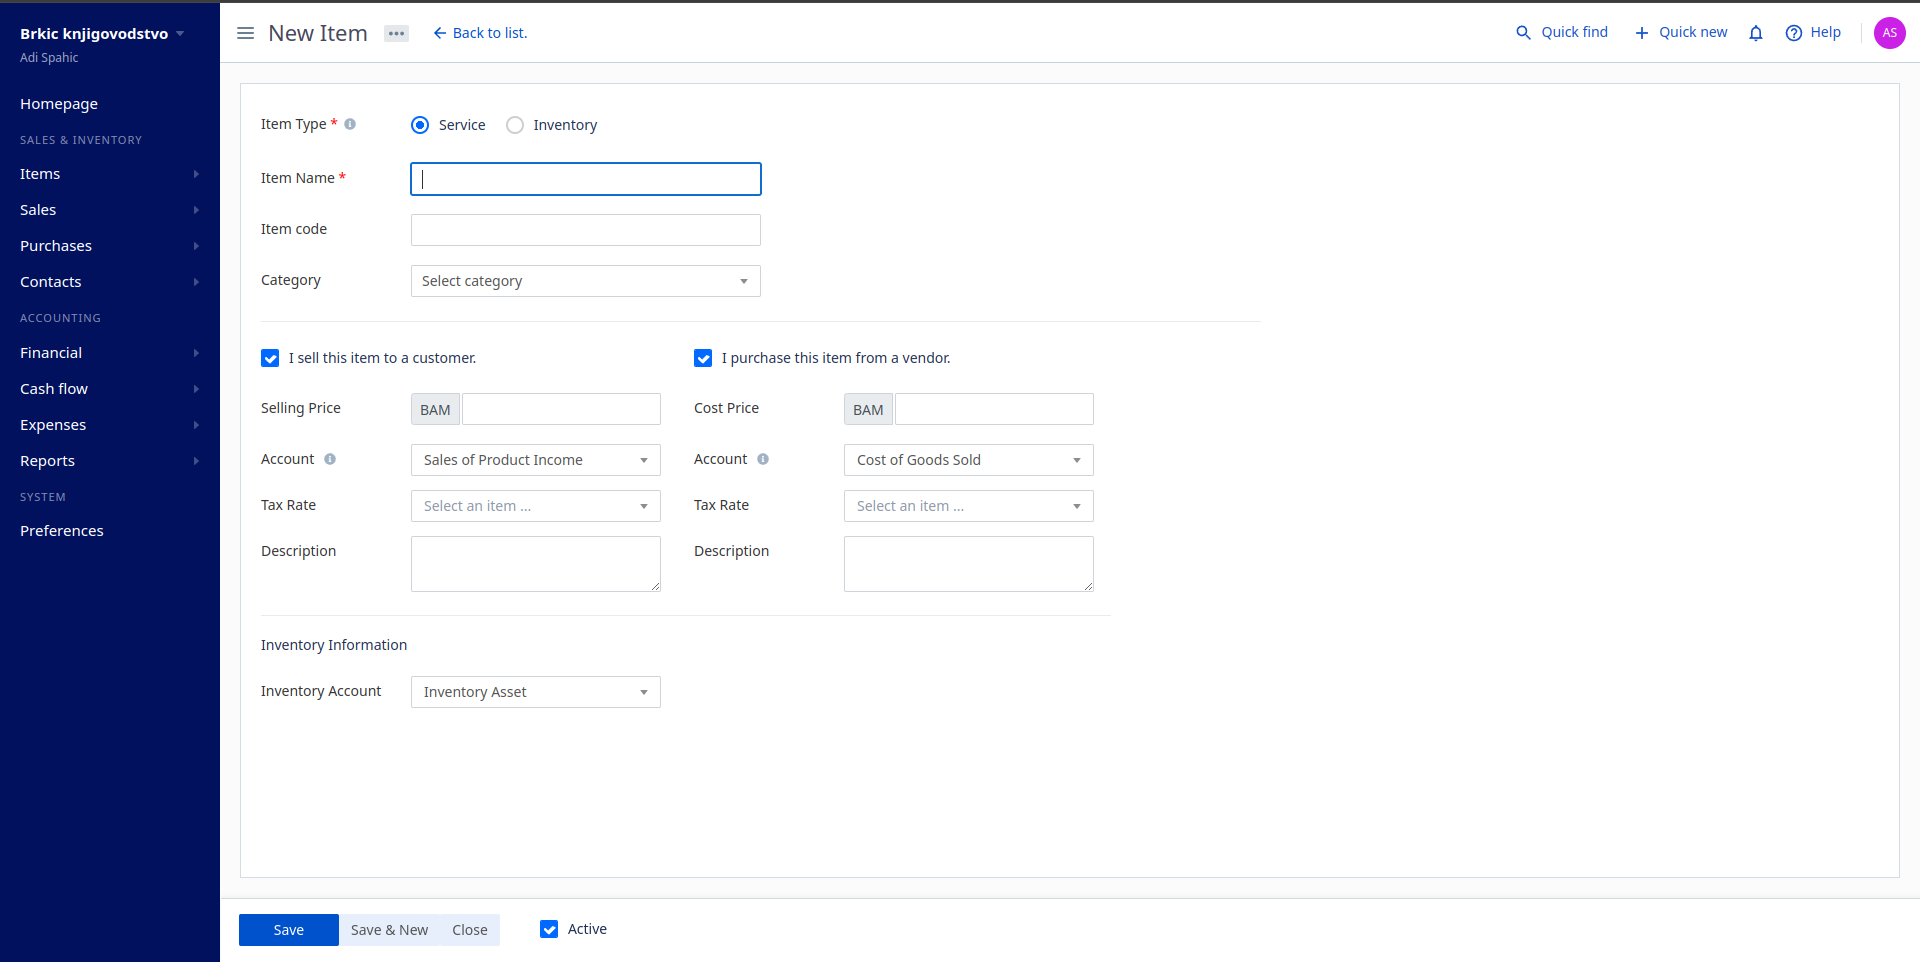 Brkic knjigovodstvo
Adi Spahic
Homepage
SALES & INVENTORY
Items
Sales
Purchases
Contacts
ACCOUNTING
Financial
Cash flow
Expenses
Reports
SYSTEM
Preferences
New Item
Back to list.
Quick find
Quick new
Help
AS
Item Type *
Service
Inventory
Item Name *
Item code
Category
Select category
I sell this item to a customer.
I purchase this item from a vendor.
Selling Price
BAM
Cost Price
BAM
Account
Sales of Product Income
Account
Cost of Goods Sold
Tax Rate
Select an item ...
Tax Rate
Select an item ...
Description
Description
Inventory Information
Inventory Account
Inventory Asset
Save
Save & New
Close
Active